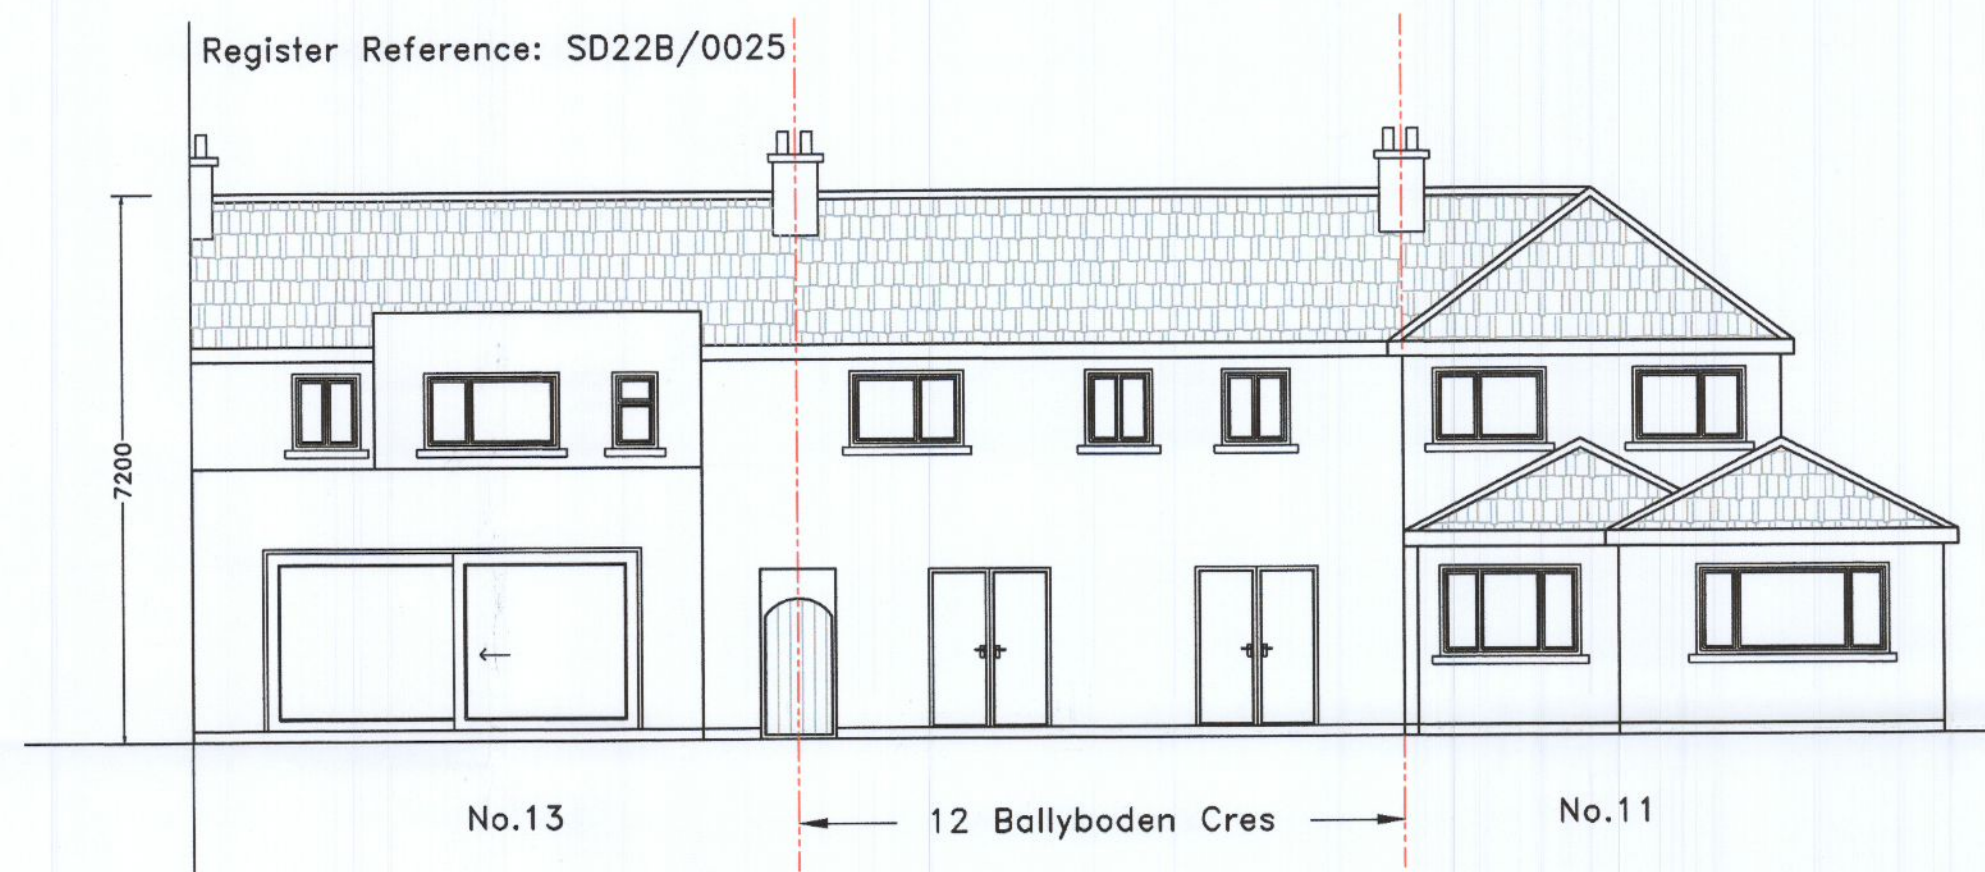 Register Reference: SD22B/0025
7200
No.13
12 Ballyboden Cres
No.11